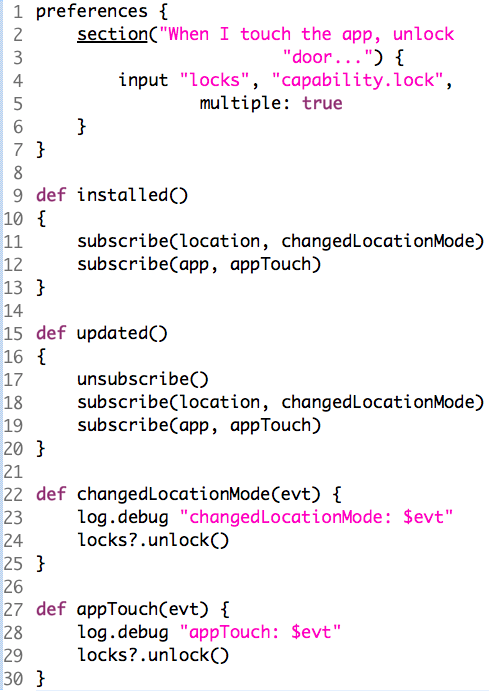 1 preferences {
2     section("When I touch the app, unlock
3                         "door...") {
4         input "locks", "capability.lock",
5                 multiple: true
6     }
7 }
8
9 def installed()
10 {
11     subscribe(location, changedLocationMode)
12     subscribe(app, appTouch)
13 }
14
15 def updated()
16 {
17     unsubscribe()
18     subscribe(location, changedLocationMode)
19     subscribe(app, appTouch)
20 }
21
22 def changedLocationMode(evt) {
23     log.debug "changedLocationMode: $evt"
24     locks?.unlock()
25 }
26
27 def appTouch(evt) {
28     log.debug "appTouch: $evt"
29     locks?.unlock()
30 }